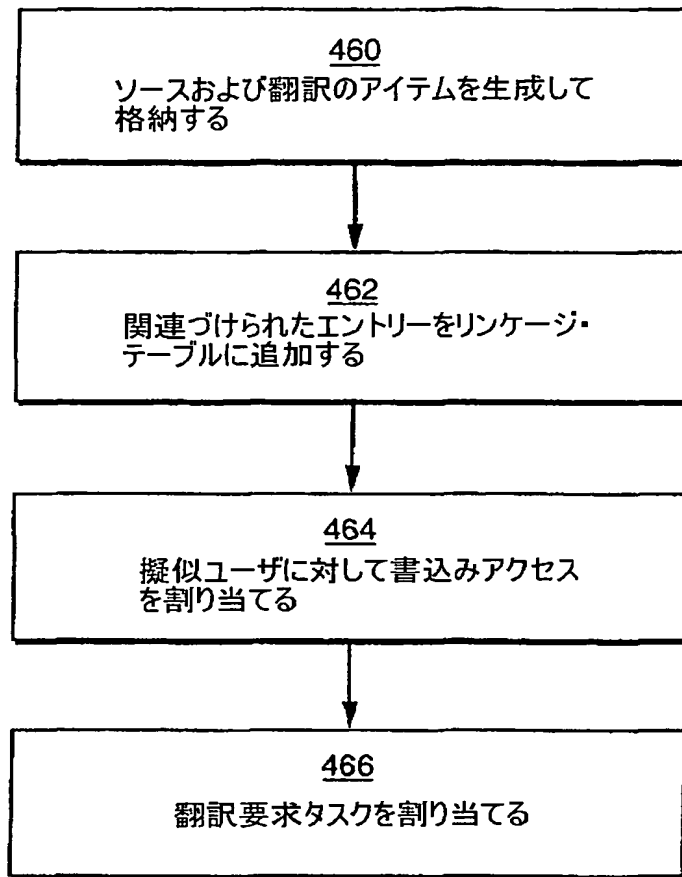 460
ソースおよび翻訳のアイテムを生成して
格納する
462
関連づけられたエントリーをリンケージ・
テーブルに追加する
464
擬似ユーザに対して書込みアクセス
を割り当てる
466
翻訳要求タスクを割り当てる